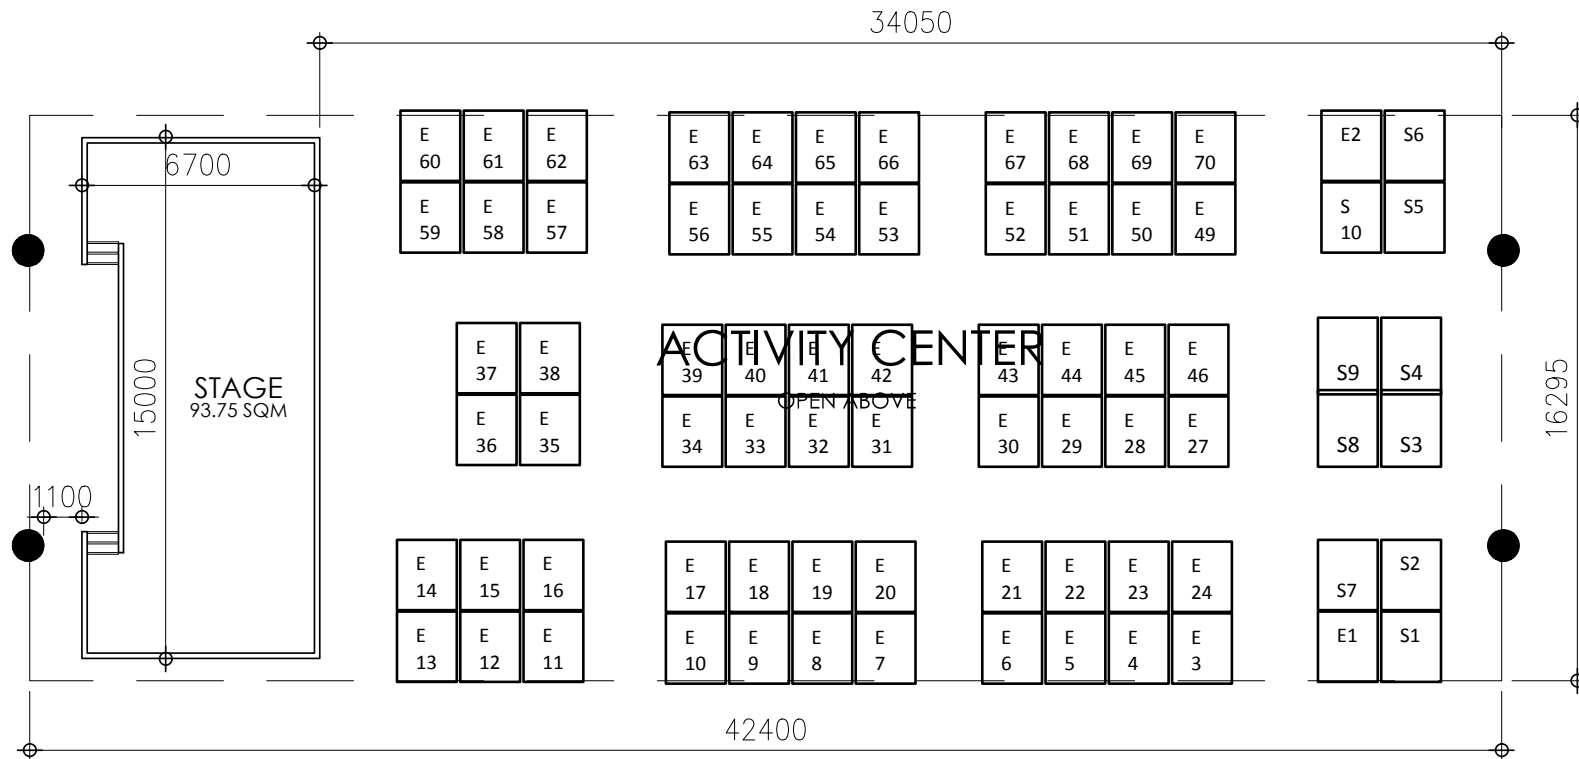 34050
E E E E E E E E E E E E2 S6
60 61 62 63 64 65 66 67 68 69 70
6700
E E E E E E E E E E E S S5
59 58 57 56 55 54 53 52 51 50 49 10
ACTIVITY CENTER
E E E E E E E E E E
37 38 39 40 41 42 43 44 45 46 S9 S4
OPEN ABOVE
STAGE
93.75 SQM
15000
16295
E E E E E E E E E E
36 35 34 33 32 31 30 29 28 27 S8 S3
1100
E E E E E E E E E E E S2
14 15 16 17 18 19 20 21 22 23 24 S7
E E E E E E E E E E E E1 S1
13 12 11 10 9 8 7 6 5 4 3
42400